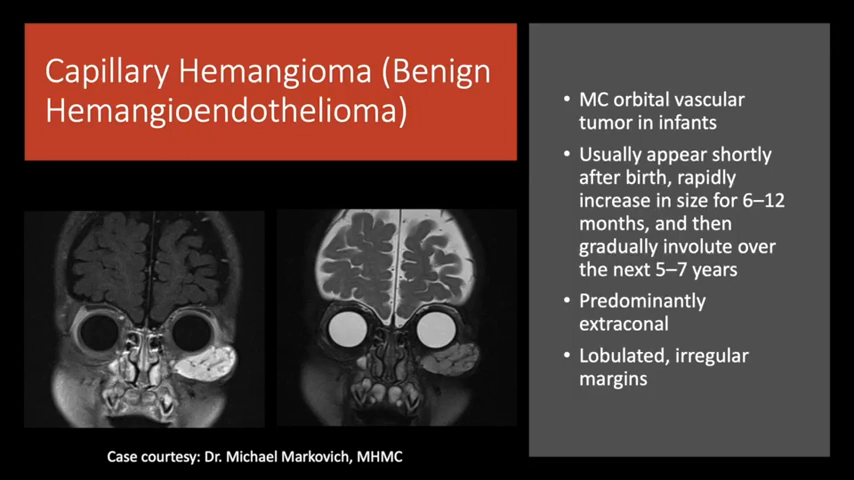 Capillary Hemangioma (Benign
Hemangioendothelioma)
• MC orbital vascular
tumor in infants
• Usually appear shortly
after birth, rapidly
increase in size for 6–12
months, and then
gradually involute over
the next 5–7 years
• Predominantly
extraconal
• Lobulated, irregular
margins
Case courtesy: Dr. Michael Markovich, MHMC